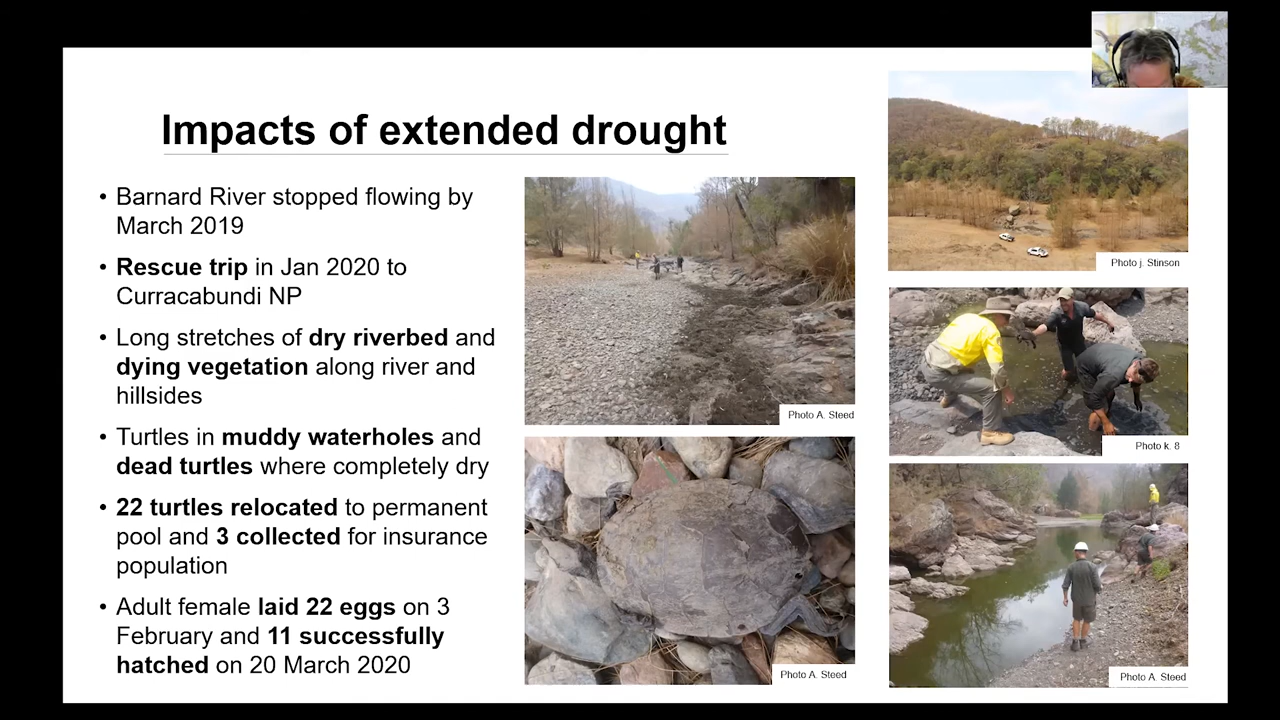 Impacts of extended drought
• Barnard River stopped flowing by
March 2019
• Rescue trip in Jan 2020 to
Curracabundi NP
• Long stretches of dry riverbed and
dying vegetation along river and
hillsides
• Turtles in muddy waterholes and
dead turtles where completely dry
• 22 turtles relocated to permanent
pool and 3 collected for insurance
population
• Adult female laid 22 eggs on 3
February and 11 successfully
hatched on 20 March 2020
Photo A. Steed
Photo A. Steed
Photo j. Stinson
Photo k. 8
Photo A. Steed